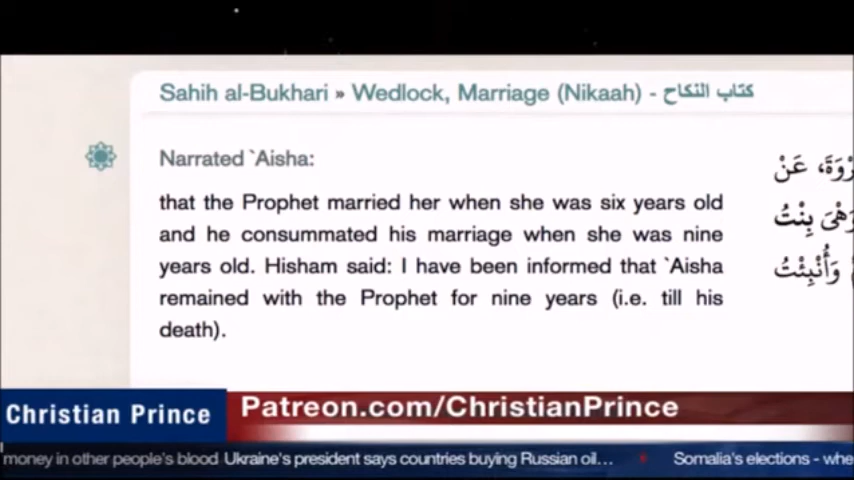 Sahih al-Bukhari » Wedlock, Marriage (Nikaah) - كتاب النكاح
Narrated `Aisha:
that the Prophet married her when she was six years old
and he consummated his marriage when she was nine
years old. Hisham said: I have been informed that `Aisha
remained with the Prophet for nine years (i.e. till his
death).
عَنْ
بِنْتُ
وَأُنْبِئْتُ
Christian Prince
Patreon.com/ChristianPrince
money in other people's blood Ukraine's president says countries buying Russian oil... Somalia's elections -